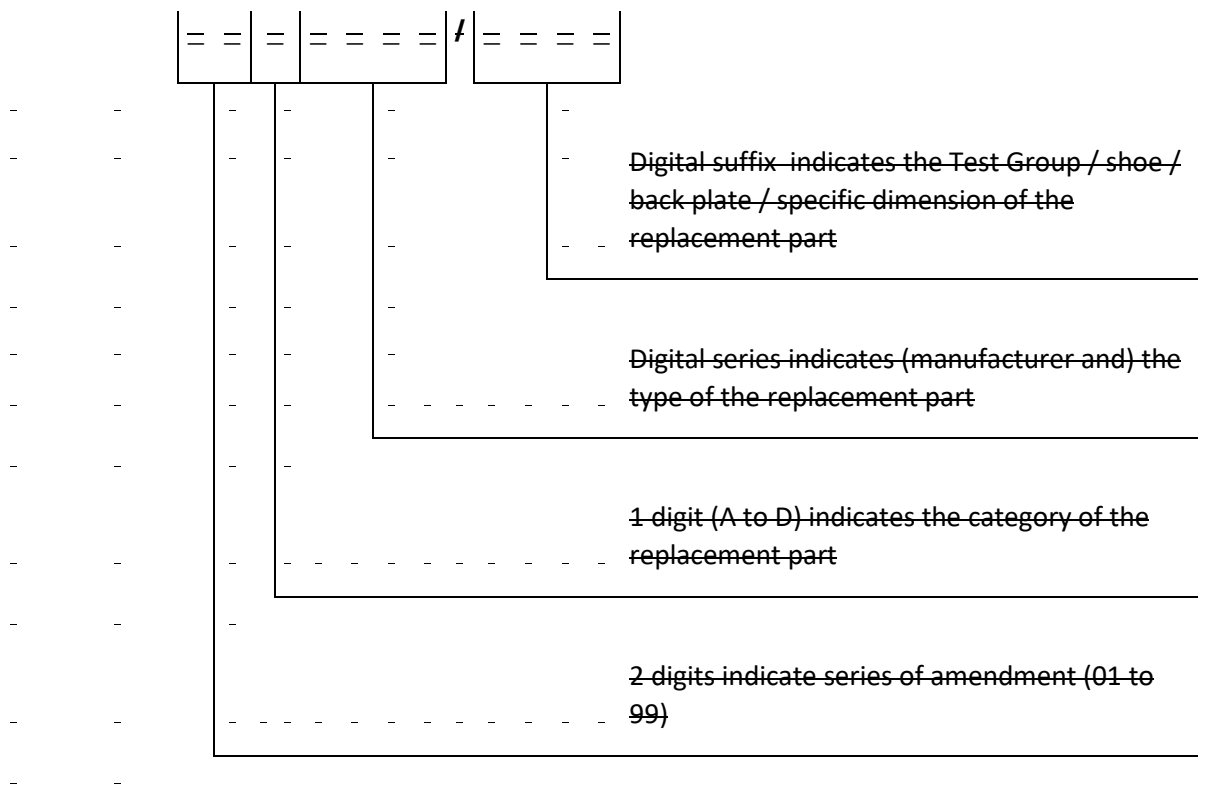 = = = = = = = / = = = =
Digital suffix indicates the Test Group / shoe /
back plate / specific dimension of the
replacement part
Digital series indicates (manufacturer and) the
type of the replacement part
1 digit (A to D) indicates the category of the
replacement part
2 digits indicate series of amendment (01 to
99)